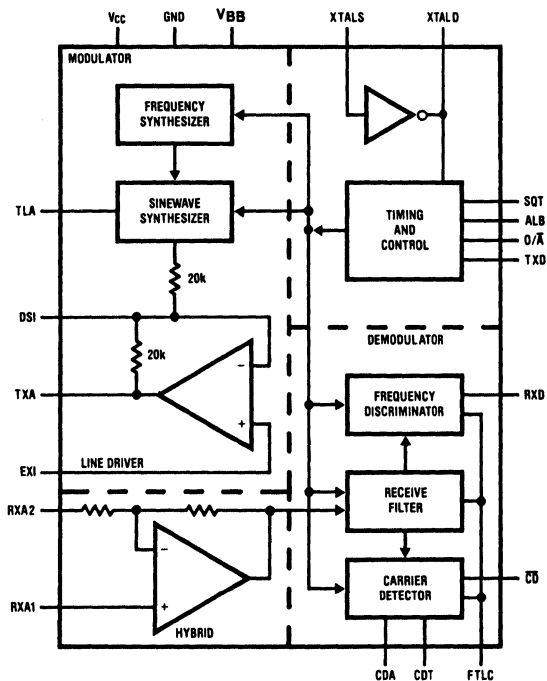 VCC
GND
VBB
XTALS
XTALD
MODULATOR
FREQUENCY
SYNTHESIZER
TLA
SINEWAVE
SYNTHESIZER
TIMING
AND
CONTROL
SQT
ALB
O/A̅
TXD
20k
DSI
20k
DEMODULATOR
TXA
−
+
FREQUENCY
DISCRIMINATOR
RXD
EXI
LINE DRIVER
RXA2
RECEIVE
FILTER
−
+
RXA1
HYBRID
CARRIER
DETECTOR
C̅D̅
CDA
CDT
FTLC